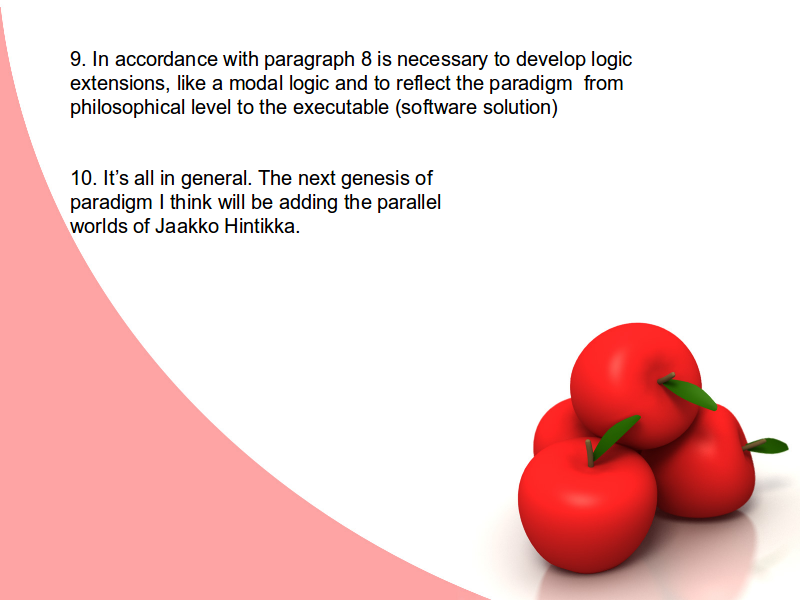 9. In accordance with paragraph 8 is necessary to develop logic
extensions, like a modal logic and to reflect the paradigm  from
philosophical level to the executable (software solution)
10. It’s all in general. The next genesis of
paradigm I think will be adding the parallel
worlds of Jaakko Hintikka.